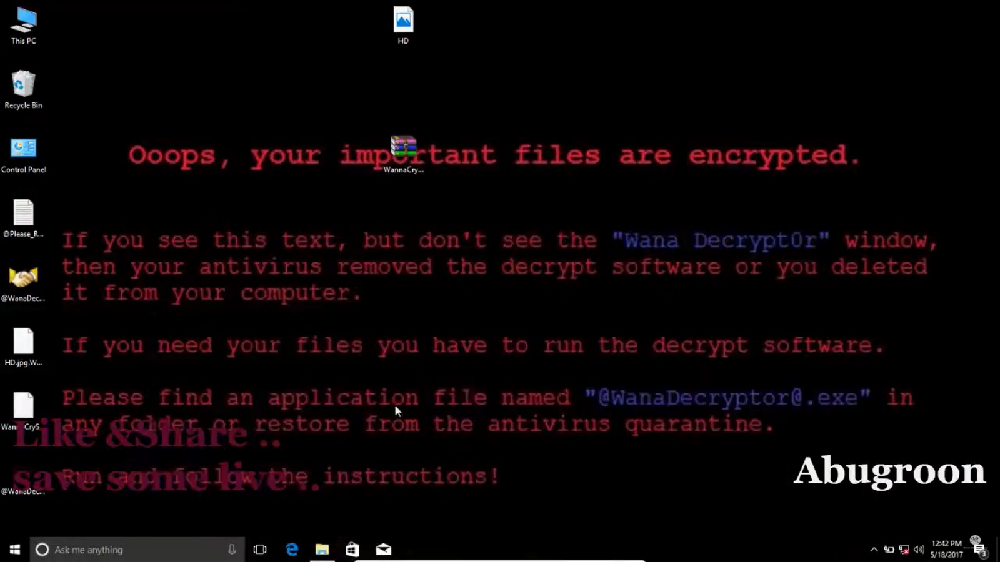 This PC
HD
Recycle Bin
Ooops, your important files are encrypted.
WannaCry...
Control Panel
@Please_R...
If you see this text, but don't see the "Wana Decrypt0r" window,
then your antivirus removed the decrypt software or you deleted
it from your computer.
@WanaDec...
If you need your files you have to run the decrypt software.
HD.jpg.W...
Please find an application file named "@WanaDecryptor@.exe" in
any folder or restore from the antivirus quarantine.
Like &Share ..
Run and follow the instructions!
save some live ..
Abugroon
@WanaDec...
Ask me anything
12:42 PM
5/18/2017
3